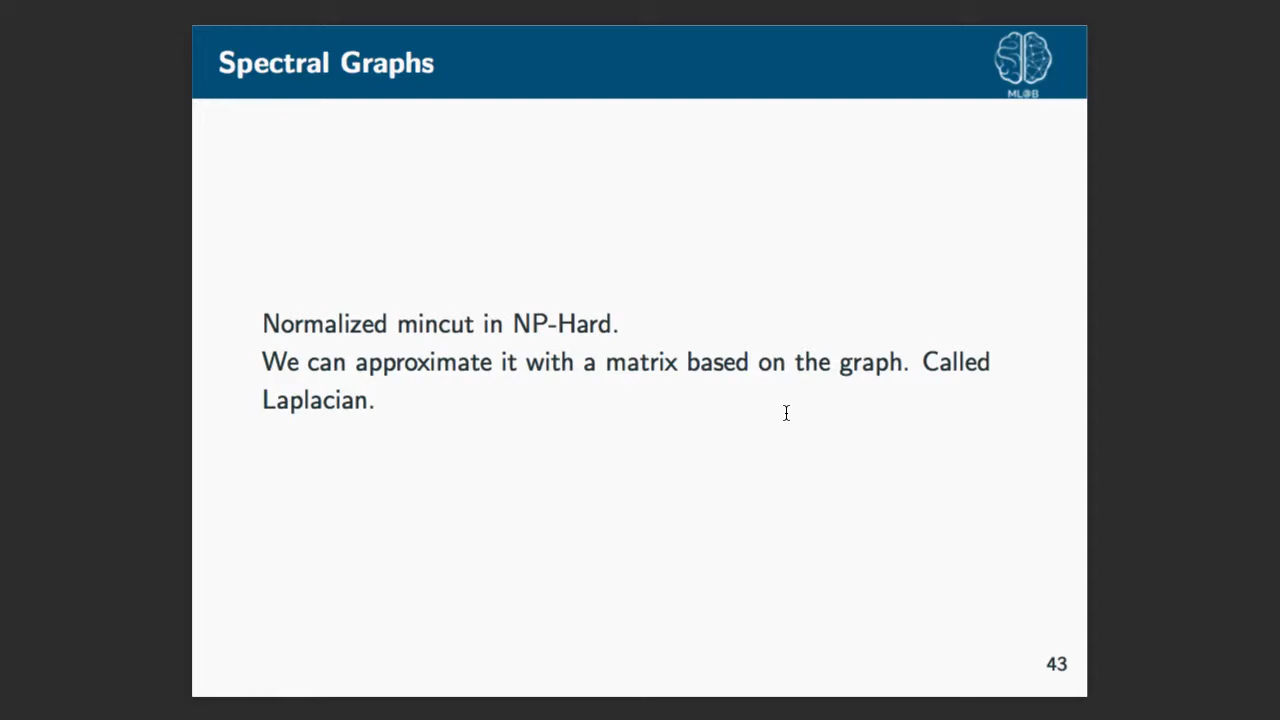 Spectral Graphs
ML@B
Normalized mincut in NP-Hard.
We can approximate it with a matrix based on the graph. Called
Laplacian.
43